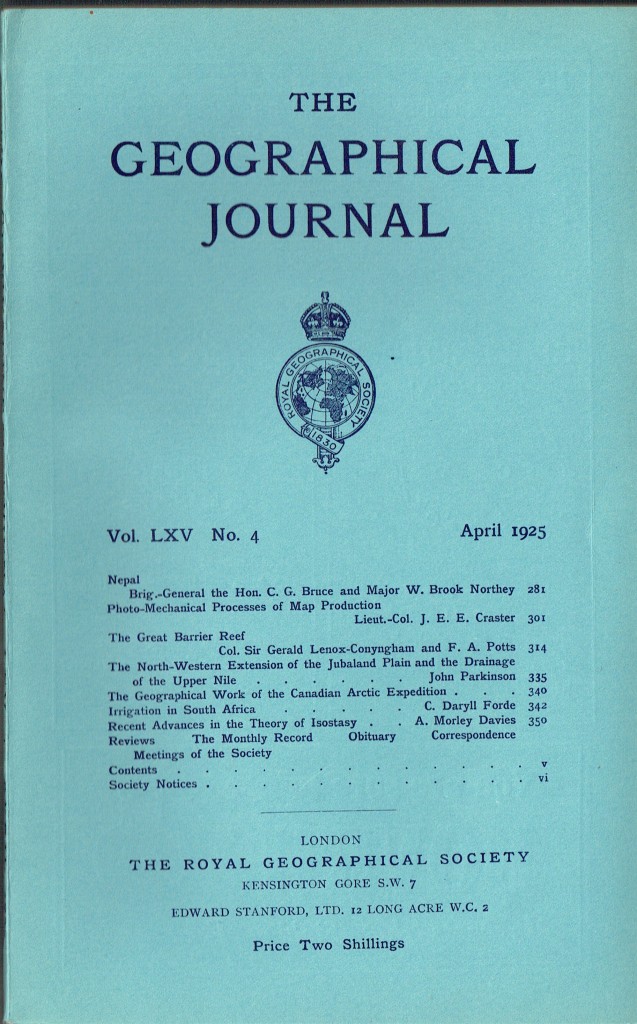 THE
GEOGRAPHICAL
JOURNAL
ROYAL GEOGRAPHICAL SOCIETY
1830
Vol. LXV No. 4 April 1925
Nepal
Brig.-General the Hon. C. G. Bruce and Major W. Brook Northey 281
Photo-Mechanical Processes of Map Production
Lieut.-Col. J. E. E. Craster 301
The Great Barrier Reef
Col. Sir Gerald Lenox-Conyngham and F. A. Potts 314
The North-Western Extension of the Jubaland Plain and the Drainage
of the Upper Nile . . . . . . John Parkinson 335
The Geographical Work of the Canadian Arctic Expedition . . . 340
Irrigation in South Africa . . . . . C. Daryll Forde 342
Recent Advances in the Theory of Isostasy . . A. Morley Davies 350
Reviews The Monthly Record Obituary Correspondence
Meetings of the Society
Contents . . . . . . . . . . . . . v
Society Notices . . . . . . . . . . . . vi
LONDON
THE ROYAL GEOGRAPHICAL SOCIETY
KENSINGTON GORE S.W. 7
EDWARD STANFORD, LTD. 12 LONG ACRE W.C. 2
Price Two Shillings